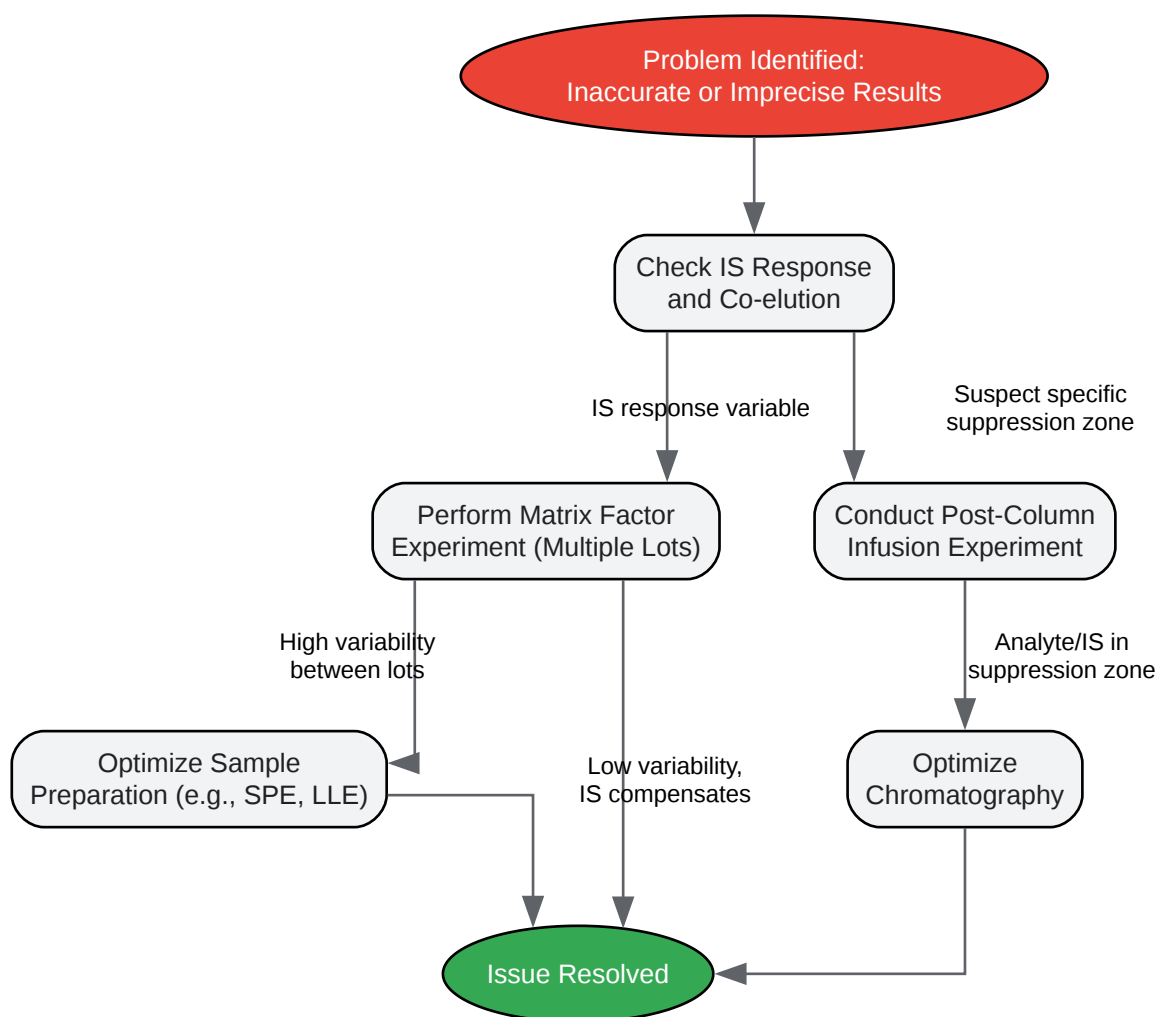 Problem Identified:
Inaccurate or Imprecise Results
Check IS Response
and Co-elution
IS response variable
Suspect specific
suppression zone
Perform Matrix Factor
Experiment (Multiple Lots)
Conduct Post-Column
Infusion Experiment
High variability
between lots
Analyte/IS in
suppression zone
Optimize Sample
Preparation (e.g., SPE, LLE)
Low variability,
IS compensates
Optimize
Chromatography
Issue Resolved